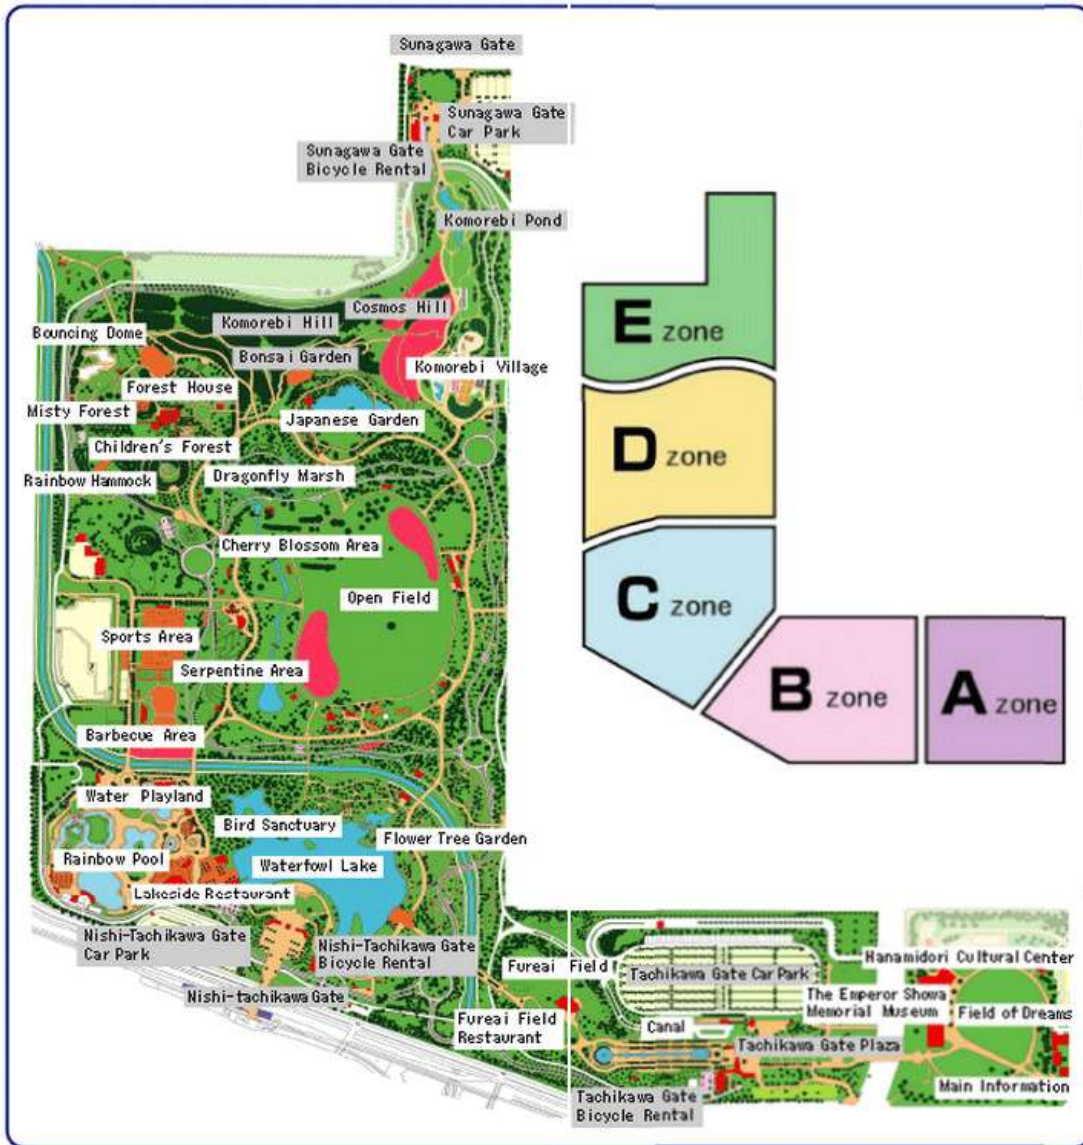 Sunagawa Gate
Sunagawa Gate
Car Park
Sunagawa Gate
Bicycle Rental
Komorebi Pond
Cosmos Hill
Komorebi Hill
Bouncing Dome
Bonsai Garden
Komorebi Village
Forest House
Misty Forest
Japanese Garden
Children's Forest
Rainbow Hammock
Dragonfly Marsh
Cherry Blossom Area
Open Field
Sports Area
Serpentine Area
Barbecue Area
Water Playland
Bird Sanctuary
Flower Tree Garden
Rainbow Pool
Waterfowl Lake
Lakeside Restaurant
Nishi-Tachikawa Gate
Car Park
Nishi-Tachikawa Gate
Bicycle Rental
Nishi-tachikawa Gate
Fureai Field
Fureai Field
Restaurant
Tachikawa Gate Car Park
Canal
Tachikawa Gate Plaza
Tachikawa Gate
Bicycle Rental
Hanamidori Cultural Center
The Emperor Showa
Memorial Museum
Field of Dreams
Main Information
E zone
D zone
C zone
B zone
A zone